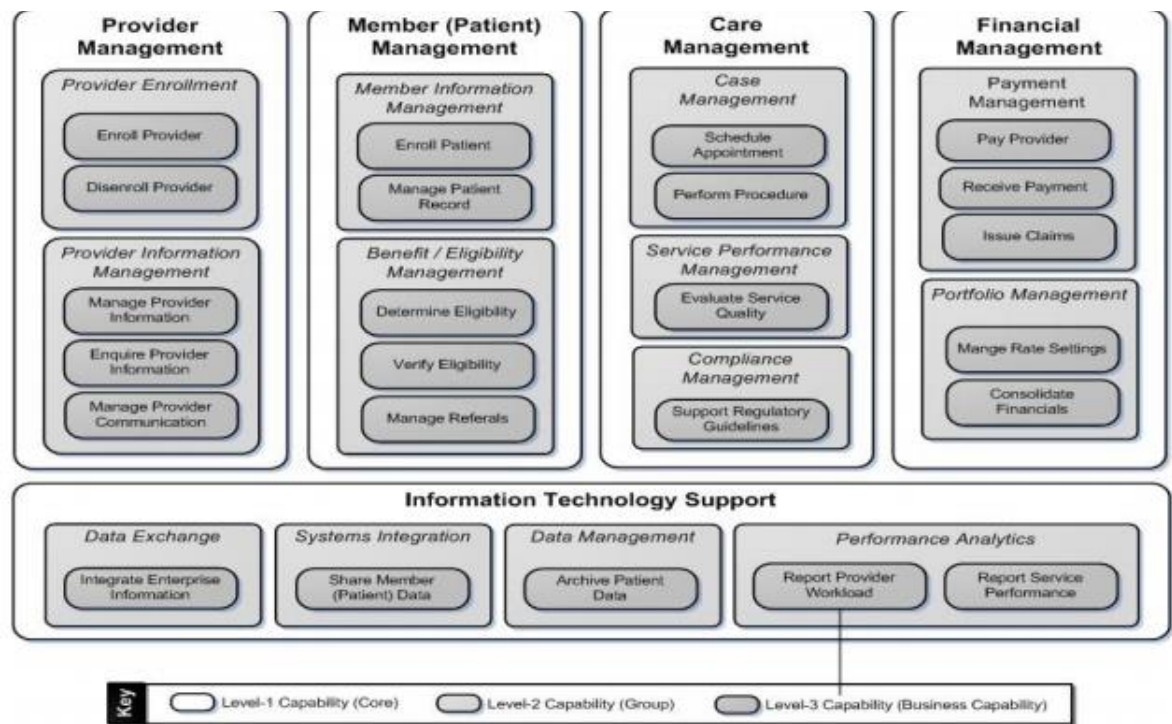 Provider
Management
Provider Enrollment
Enroll Provider
Disenroll Provider
Provider Information
Management
Manage Provider
Information
Enquire Provider
Information
Manage Provider
Communication
Member (Patient)
Management
Member Information
Management
Enroll Patient
Manage Patient
Record
Benefit / Eligibility
Management
Determine Eligibility
Verify Eligibility
Manage Referrals
Care
Management
Case
Management
Schedule
Appointment
Perform Procedure
Service Performance
Management
Evaluate Service
Quality
Compliance
Management
Support Regulatory
Guidelines
Financial
Management
Payment
Management
Pay Provider
Receive Payment
Issue Claims
Portfolio Management
Mange Rate Settings
Consolidate
Financials
Information Technology Support
Data Exchange
Integrate Enterprise
Information
Systems Integration
Share Member
(Patient) Data
Data Management
Archive Patient
Data
Performance Analytics
Report Provider
Workload
Report Service
Performance
Key
Level-1 Capability (Core)
Level-2 Capability (Group)
Level-3 Capability (Business Capability)